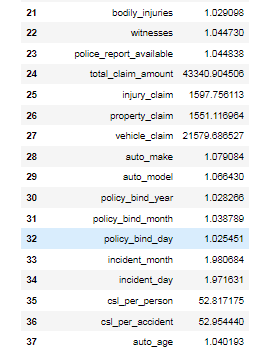 21 bodily_injuries 1.029098
22 witnesses 1.044730
23 police_report_available 1.044838
24 total_claim_amount 43340.904506
25 injury_claim 1597.756113
26 property_claim 1551.116964
27 vehicle_claim 21579.686527
28 auto_make 1.079084
29 auto_model 1.066430
30 policy_bind_year 1.028266
31 policy_bind_month 1.038789
32 policy_bind_day 1.025451
33 incident_month 1.980684
34 incident_day 1.971631
35 csl_per_person 52.817175
36 csl_per_accident 52.954440
37 auto_age 1.040193